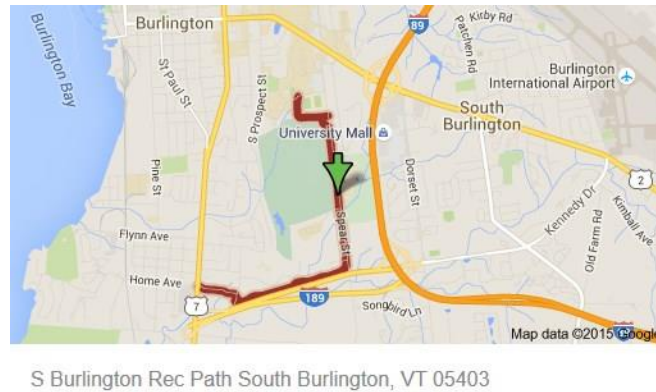 Burlington
Kirby Rd
Patchen Rd
89
Burlington Bay
St Paul St
S Prospect St
Burlington
International Airport
South
Burlington
University Mall
Pine St
Dorset St
2
Kennedy Dr
Kimball Ave
Old Farm Rd
Spear St
Flynn Ave
Home Ave
7
189
Songbird Ln
Map data ©2015 Google
S Burlington Rec Path South Burlington, VT 05403